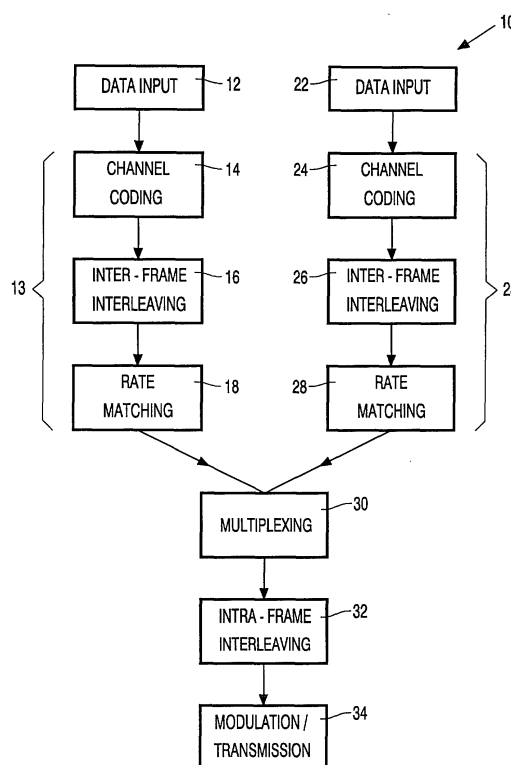 10
DATA INPUT 12
22 DATA INPUT
CHANNEL
CODING
14
24
CHANNEL
CODING
13
INTER - FRAME
INTERLEAVING
16
26
INTER - FRAME
INTERLEAVING
RATE
MATCHING
18
28
RATE
MATCHING
MULTIPLEXING
30
INTRA - FRAME
INTERLEAVING
32
MODULATION /
TRANSMISSION
34